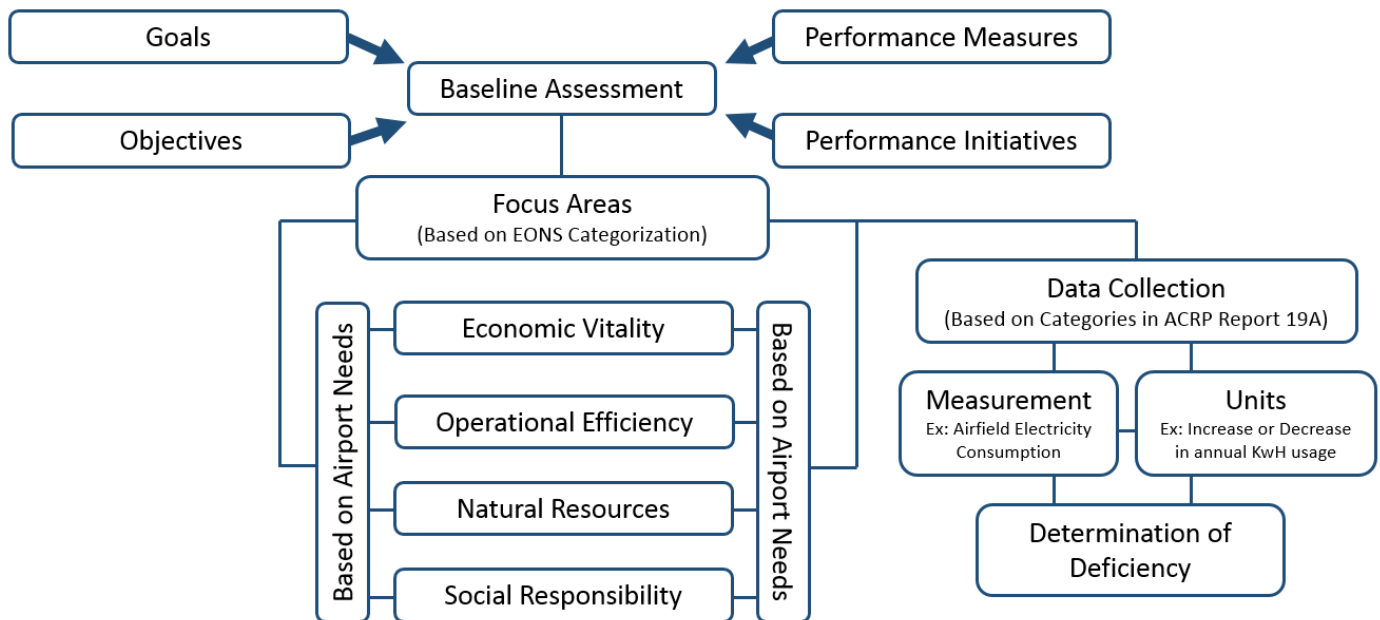 Goals
Performance Measures
Baseline Assessment
Objectives
Performance Initiatives
Focus Areas
(Based on EONS Categorization)
Based on Airport Needs
Economic Vitality
Operational Efficiency
Natural Resources
Social Responsibility
Based on Airport Needs
Data Collection
(Based on Categories in ACRP Report 19A)
Measurement
Ex: Airfield Electricity
Consumption
Units
Ex: Increase or Decrease
in annual KwH usage
Determination of
Deficiency